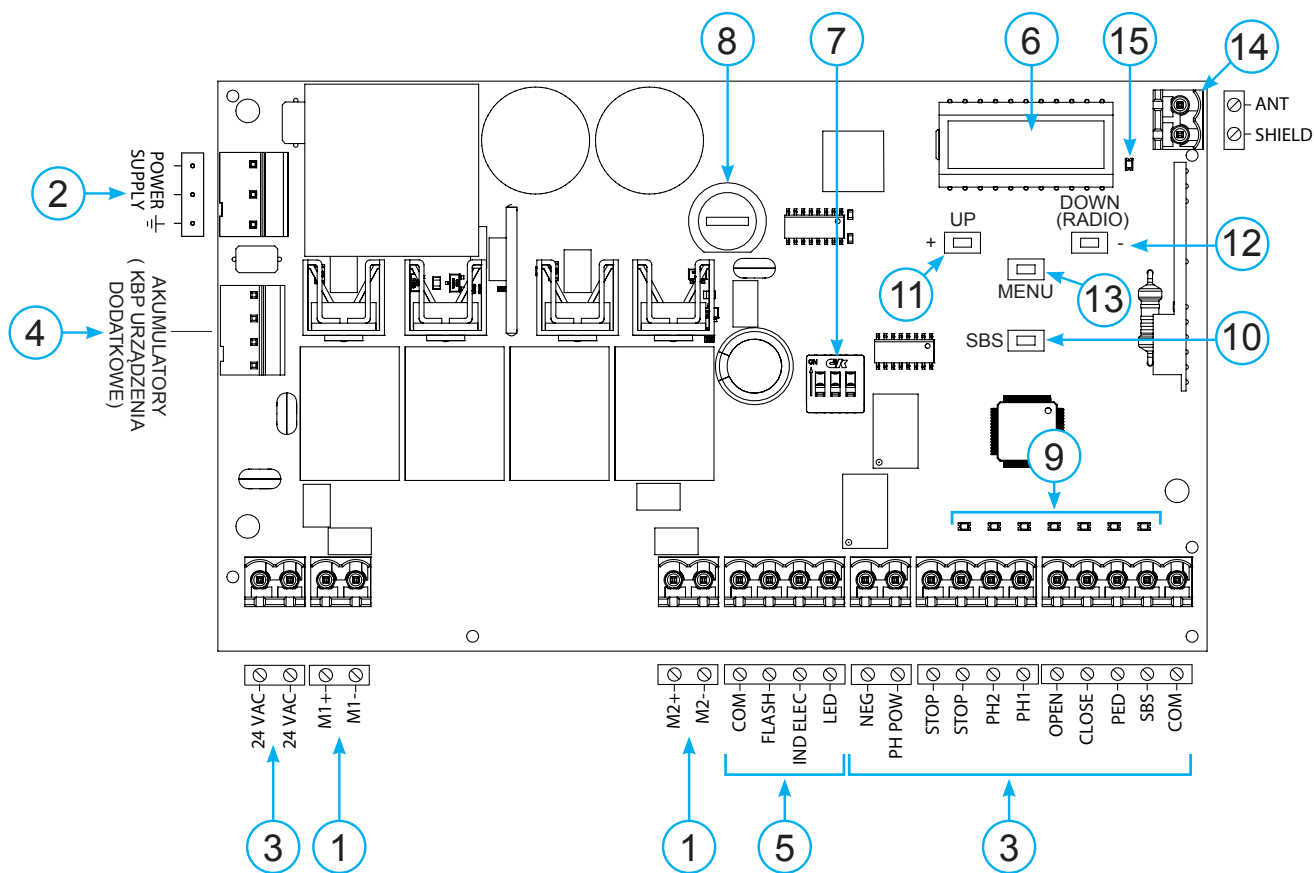 8
7
6
15
14
ANT
SHIELD
2
POWER
SUPPLY
UP
+
11
DOWN
(RADIO)
-
12
MENU
13
4
AKUMULATORY
( KBP URZĄDZENIA
DODATKOWE)
SBS
10
ON
9
24 VAC
24 VAC
M1+
M1-
M2+
M2-
COM
FLASH
IND ELEC
LED
NEG
PH POW
STOP
STOP
PH2
PH1
OPEN
CLOSE
PED
SBS
COM
3
1
1
5
3